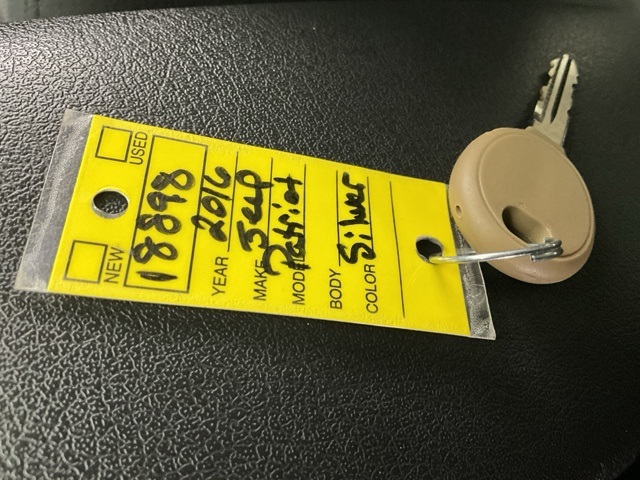 NEW USED
18898
YEAR 2016
MAKE Jeep
MODEL Patriot
BODY
COLOR Silver